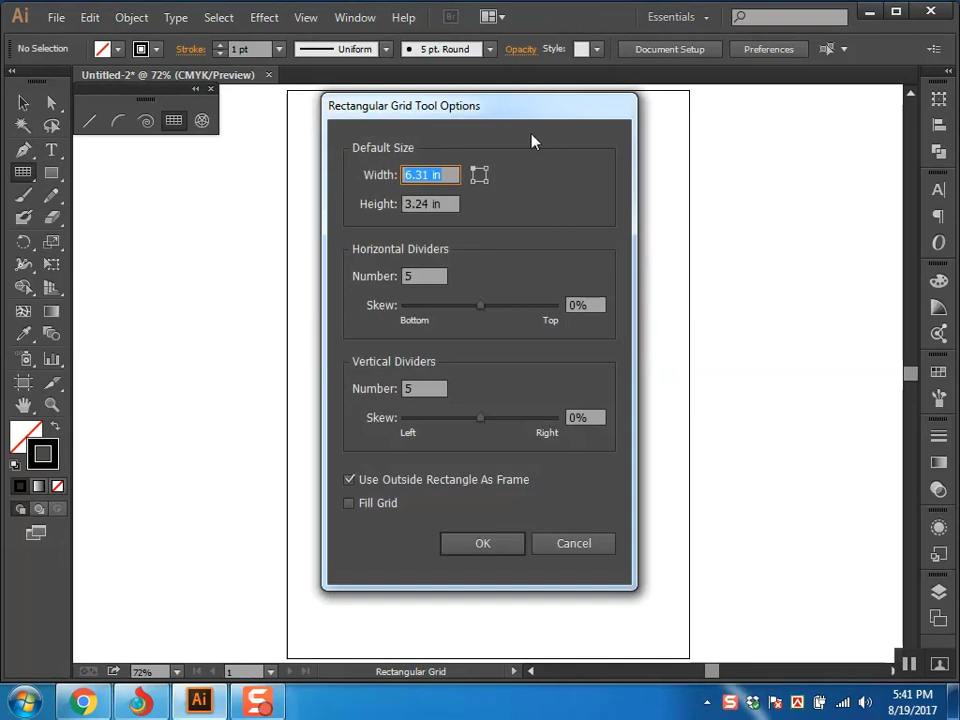 Ai File Edit Object Type Select Effect View Window Help Br Essentials
No Selection Stroke: 1 pt Uniform 5 pt. Round Opacity Style: Document Setup Preferences
Untitled-2* @ 72% (CMYK/Preview)
Rectangular Grid Tool Options
Default Size
Width: 6.31 in
Height: 3.24 in
Horizontal Dividers
Number: 5
Skew: 0%
Bottom Top
Vertical Dividers
Number: 5
Skew: 0%
Left Right
Use Outside Rectangle As Frame
Fill Grid
OK Cancel
72% 1 Rectangular Grid
Ai S S 5:41 PM
8/19/2017